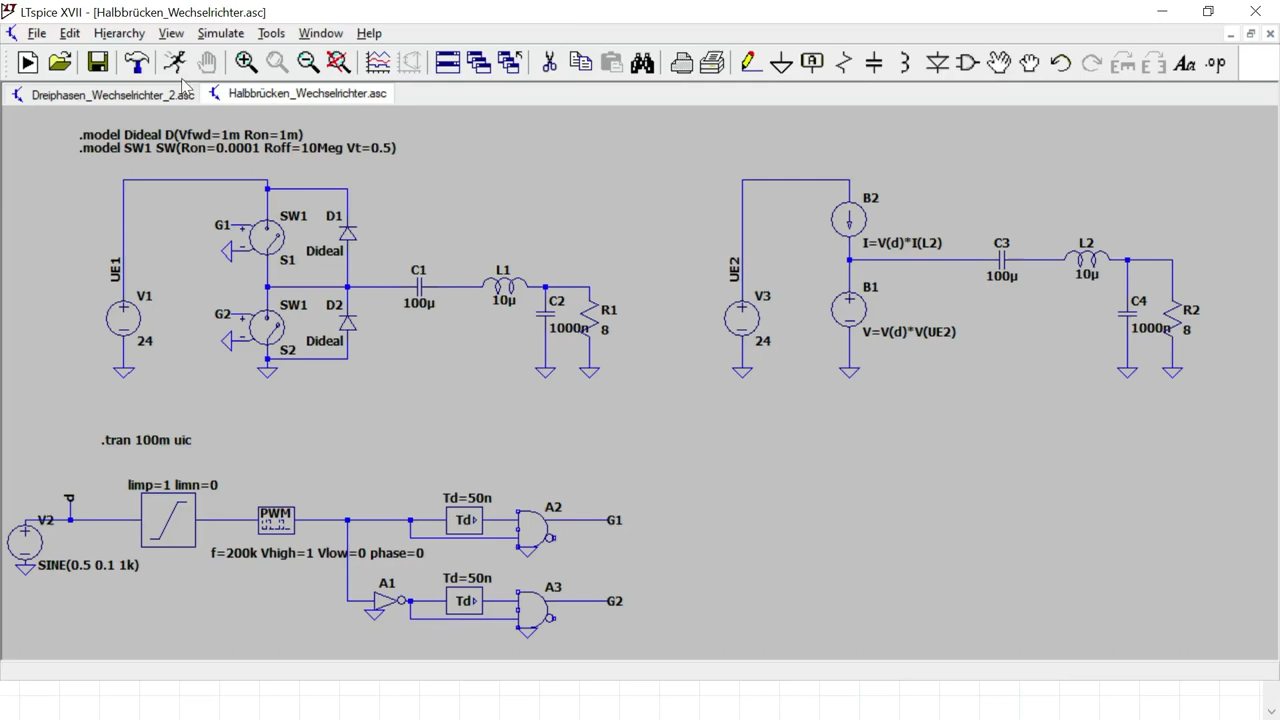 LTspice XVII - [Halbbrücken_Wechselrichter.asc]
File Edit Hierarchy View Simulate Tools Window Help
Aa .op
Dreiphasen_Wechselrichter_2.asc Halbbrücken_Wechselrichter.asc
.model Dideal D(Vfwd=1m Ron=1m)
.model SW1 SW(Ron=0.0001 Roff=10Meg Vt=0.5)
UE1
V1
24
G1
SW1
S1
D1
Dideal
G2
SW1
S2
D2
Dideal
C1
100µ
L1
10µ
C2
1000n
R1
8
UE2
V3
24
B2
I=V(d)*I(L2)
B1
V=V(d)*V(UE2)
C3
100µ
L2
10µ
C4
1000n
R2
8
.tran 100m uic
d
V2
SINE(0.5 0.1 1k)
limp=1 limn=0
PWM
f=200k Vhigh=1 Vlow=0 phase=0
Td=50n
Td
A2
G1
A1
Td=50n
Td
A3
G2